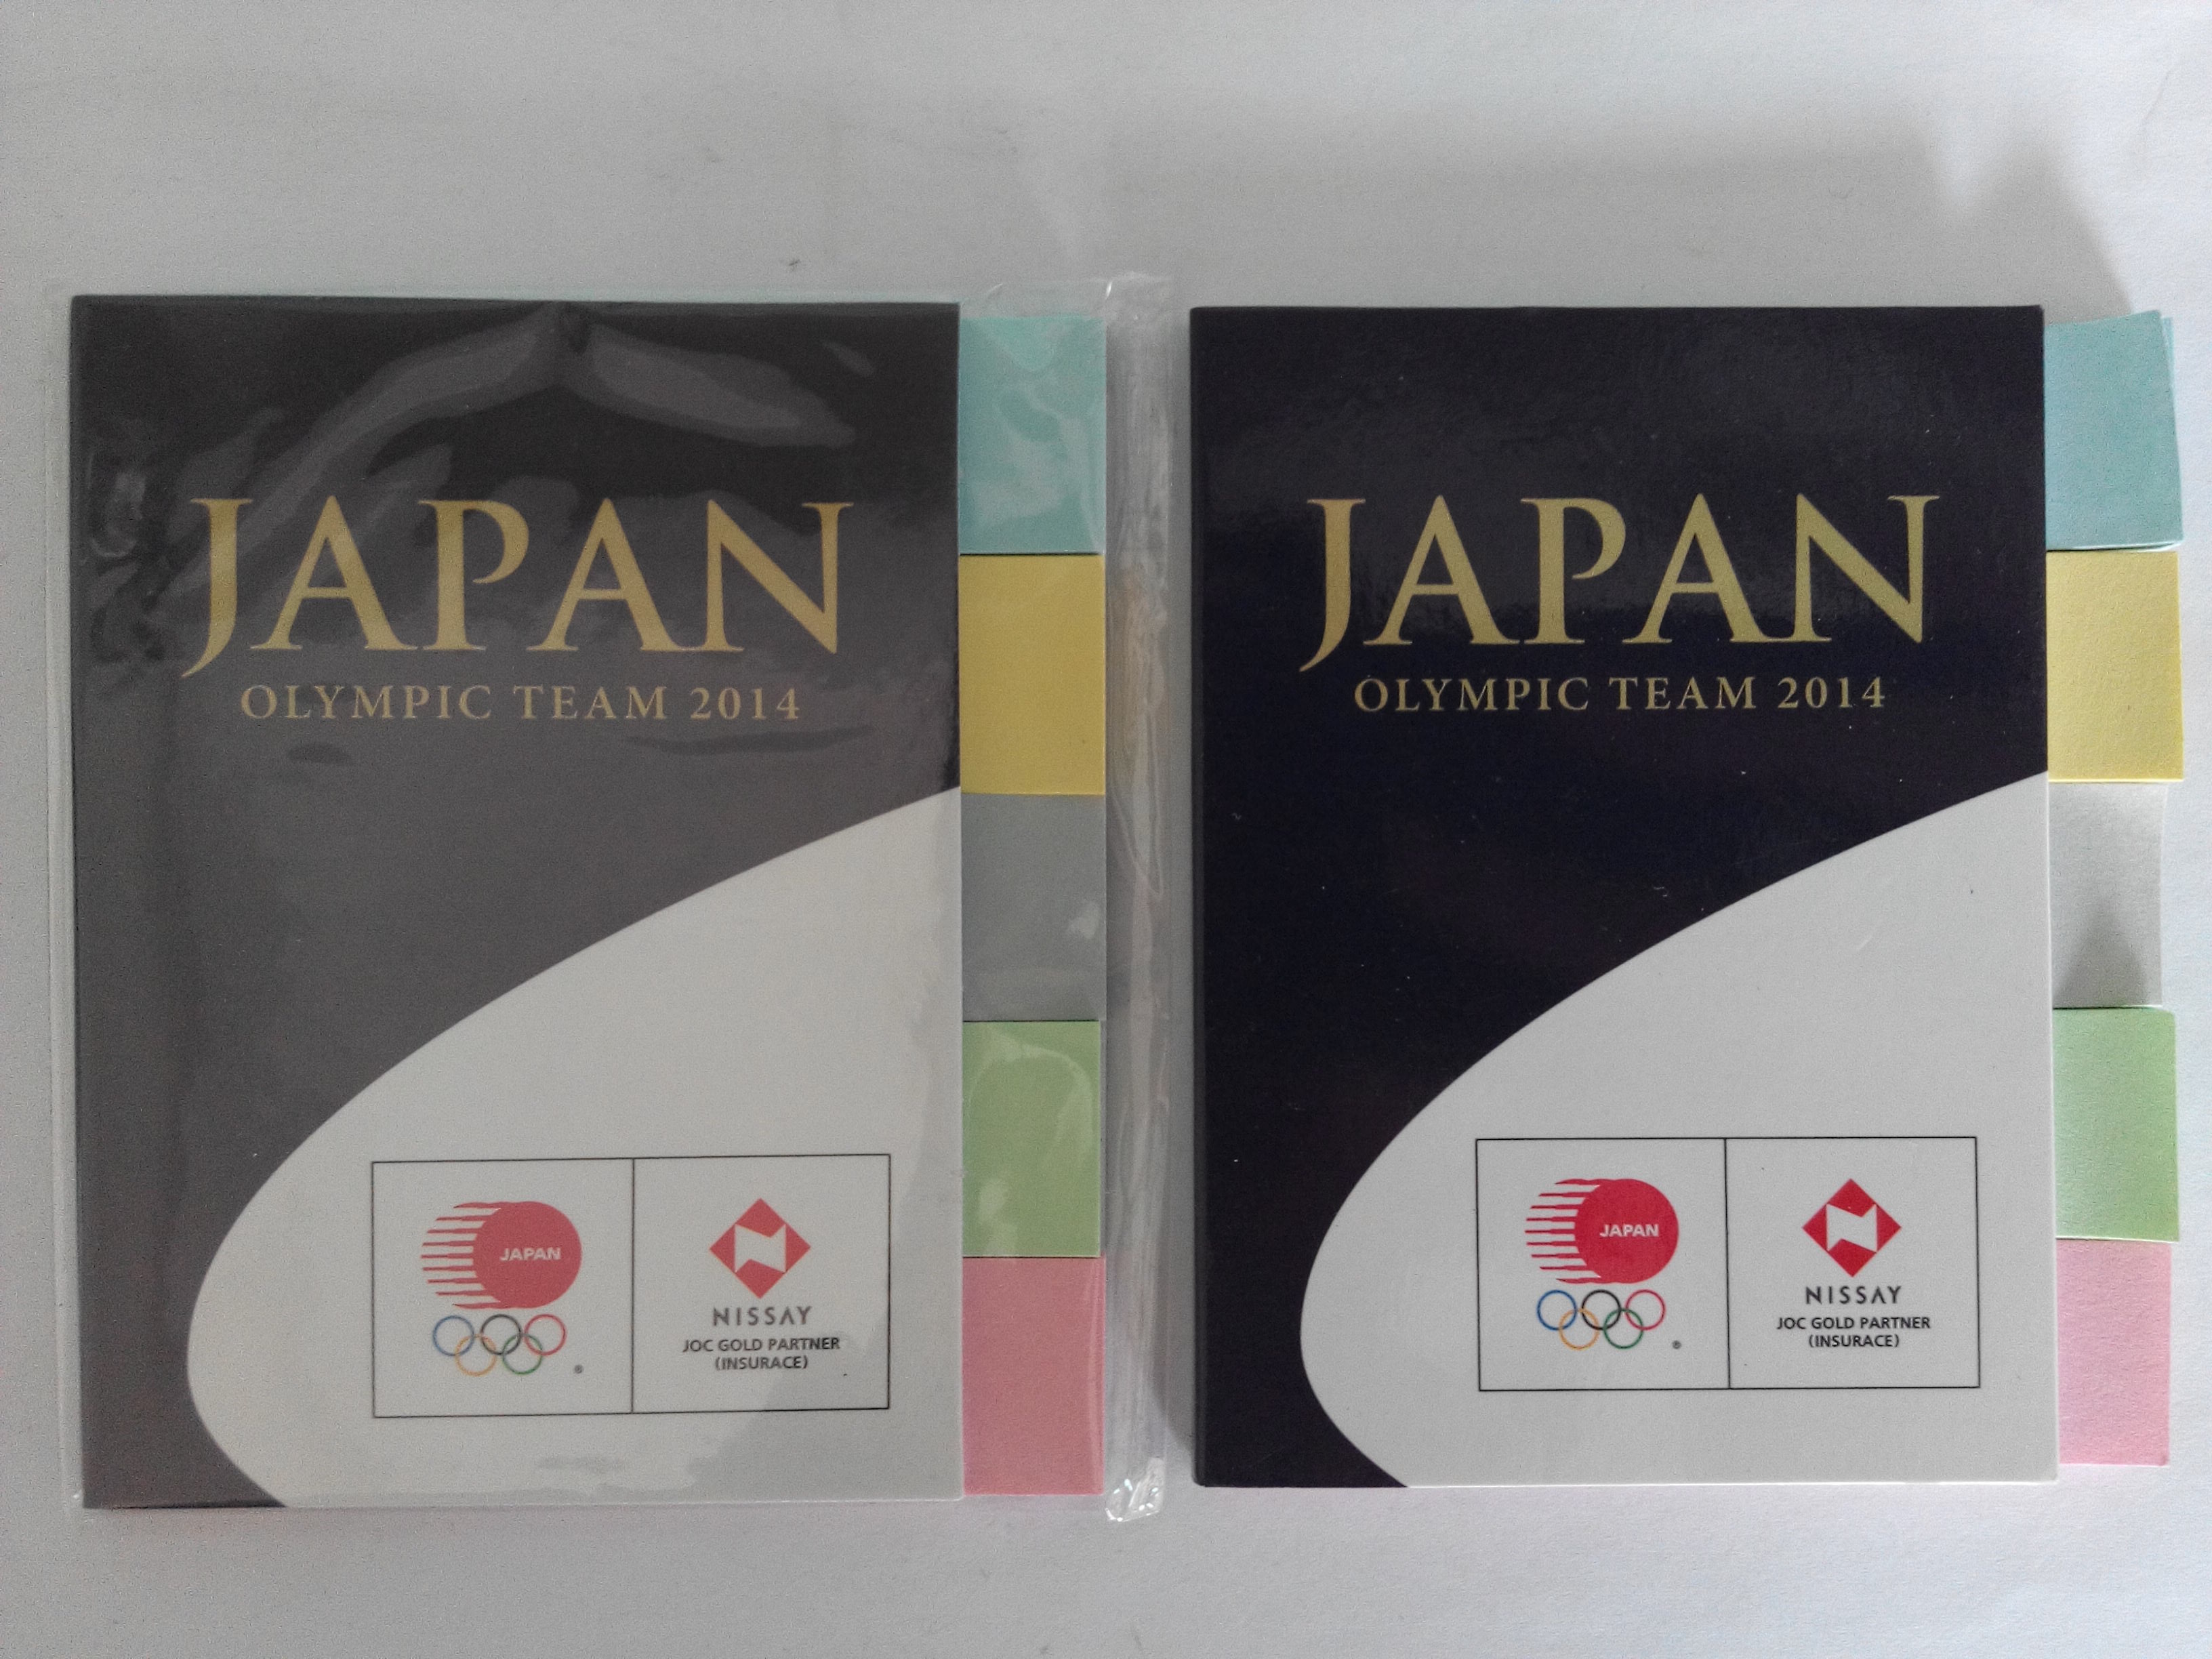 JAPAN
OLYMPIC TEAM 2014
JAPAN
®
NISSAY
JOC GOLD PARTNER
(INSURACE)
JAPAN
OLYMPIC TEAM 2014
JAPAN
®
NISSAY
JOC GOLD PARTNER
(INSURACE)